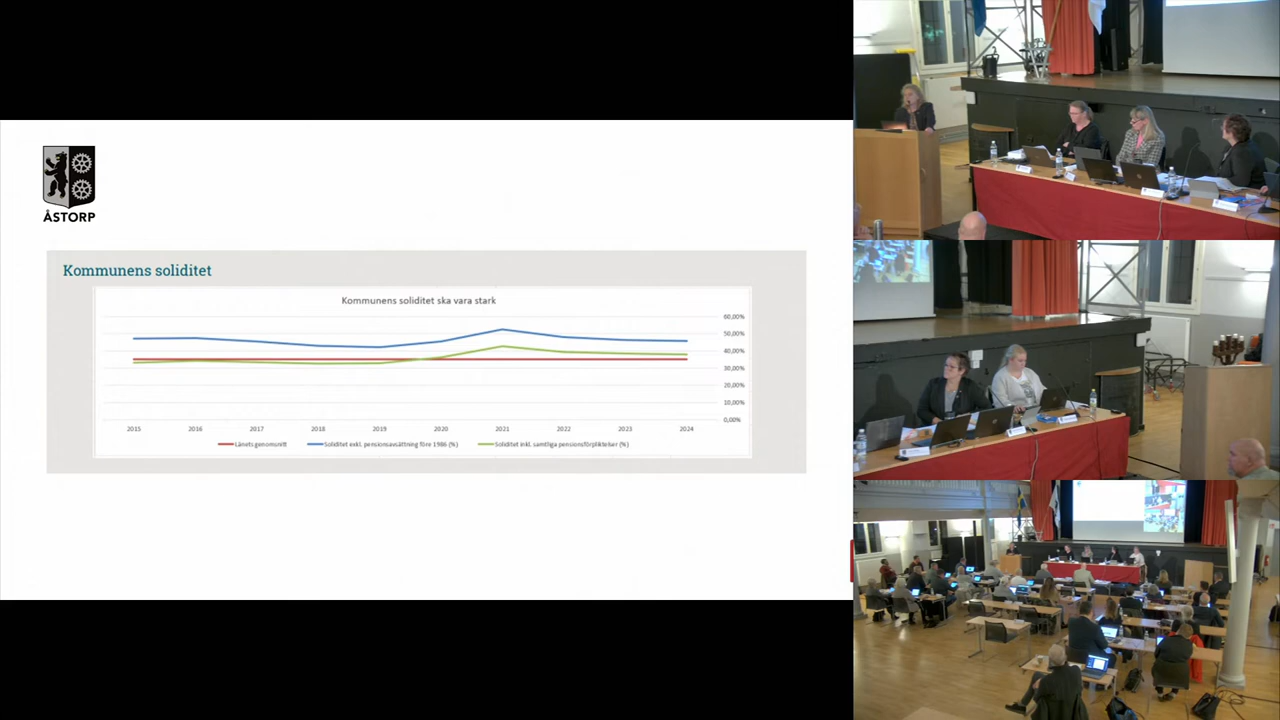 ÅSTORP
Kommunens soliditet
Kommunens soliditet ska vara stark
60,00%
50,00%
40,00%
30,00%
20,00%
10,00%
0,00%
2015 2016 2017 2018 2019 2020 2021 2022 2023 2024
Länets genomsnitt Soliditet exkl. pensionsavsättning före 1986 (%) Soliditet inkl. samtliga pensionsförpliktelser (%)